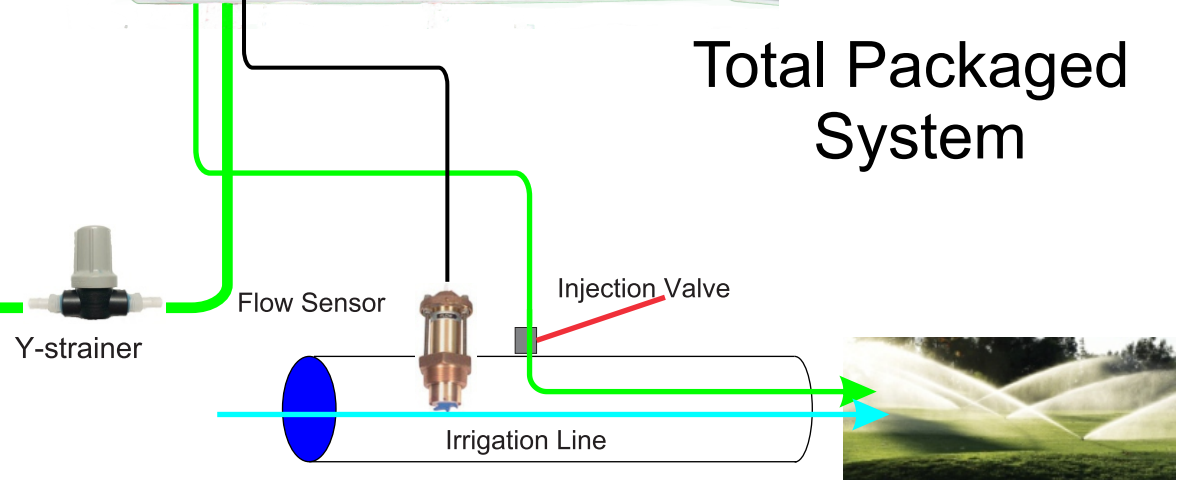 Total Packaged
System
Injection Valve
Flow Sensor
Y-strainer
Irrigation Line